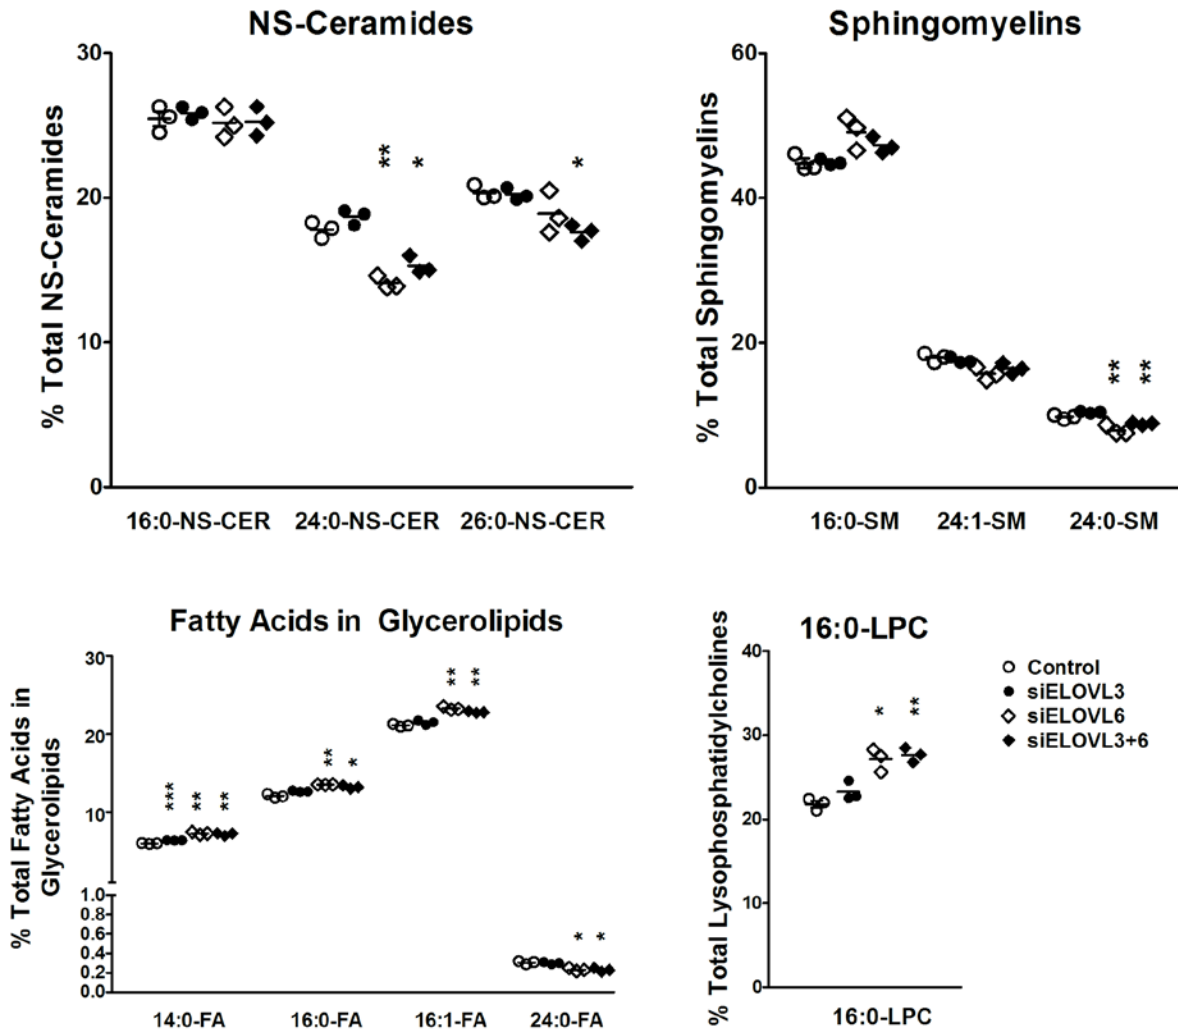 NS-Ceramides
% Total NS-Ceramides
30
20
10
0
**
*
*
16:0-NS-CER 24:0-NS-CER 26:0-NS-CER
Sphingomyelins
% Total Sphingomyelins
60
40
20
0
**
**
16:0-SM 24:1-SM 24:0-SM
Fatty Acids in Glycerolipids
% Total Fatty Acids in
Glycerolipids
30
20
10
1.0
0.8
0.6
0.4
0.2
0.0
***
**
**
**
*
**
**
*
*
14:0-FA 16:0-FA 16:1-FA 24:0-FA
16:0-LPC
% Total Lysophosphatidylcholines
40
30
20
10
0
*
**
16:0-LPC
Control
siELOVL3
siELOVL6
siELOVL3+6